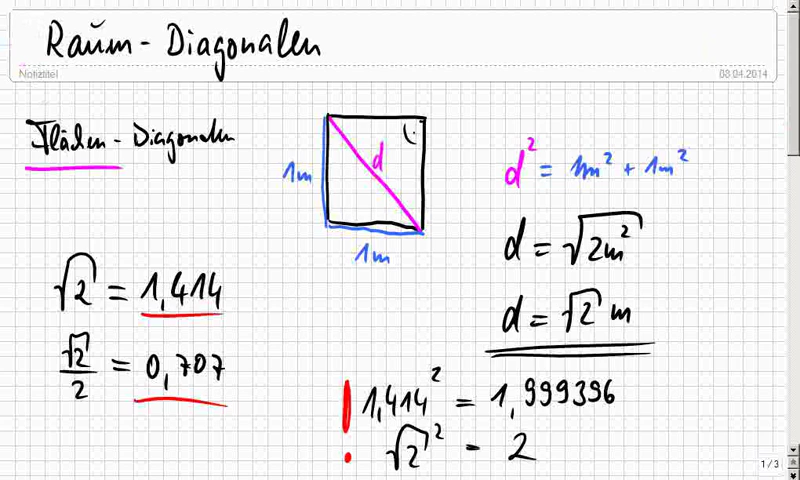 Raum - Diagonalen
Notiztitel
03.04.2014
Flächen - Diagonalen
d
1m
1m
d² = 1m² + 1m²
d = √2m²
d = √2 m
√2 = 1,414
√2/2 = 0,707
! 1,414² = 1,999396
√2² = 2
1/3